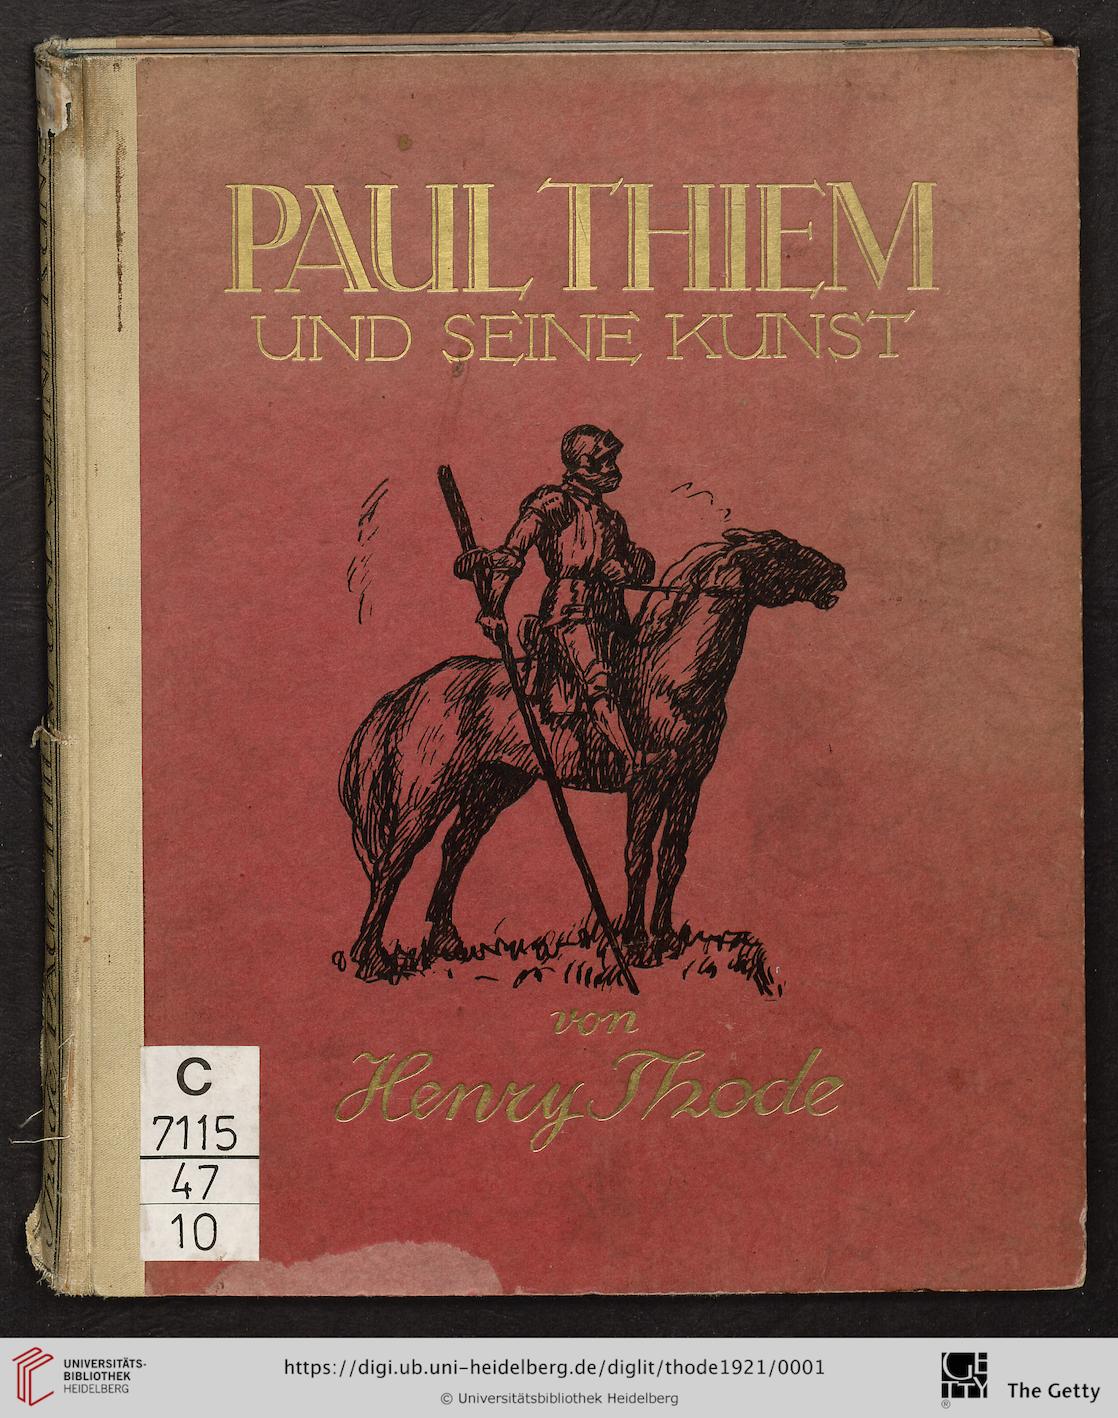 PAUL THIEM
UND SEINE KUNST
von
Henry Thode
C
7115
47
10
UNIVERSITÄTS-
BIBLIOTHEK
HEIDELBERG
https://digi.ub.uni-heidelberg.de/diglit/thode1921/0001
© Universitätsbibliothek Heidelberg
GETTY
®
The Getty